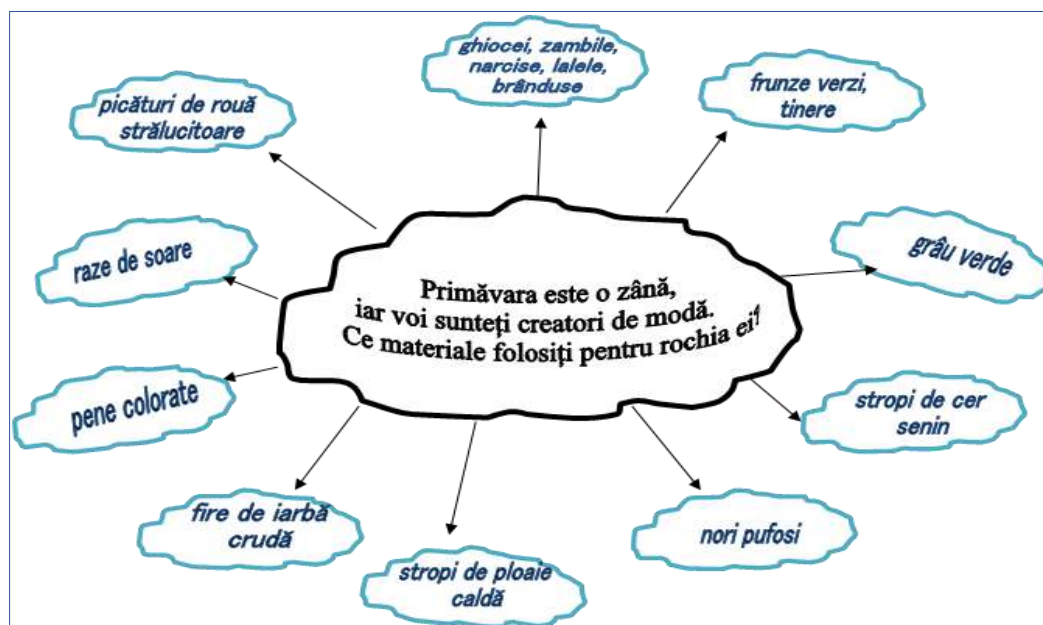 ghiocei, zambile,
narcise, lalele,
brânduse
frunze verzi,
tinere
picături de rouă
strălucitoare
raze de soare
grâu verde
Primăvara este o zână,
iar voi sunteți creatori de modă.
Ce materiale folosiți pentru rochia ei?
pene colorate
stropi de cer
senin
fire de iarbă
crudă
stropi de ploaie
caldă
nori pufosi